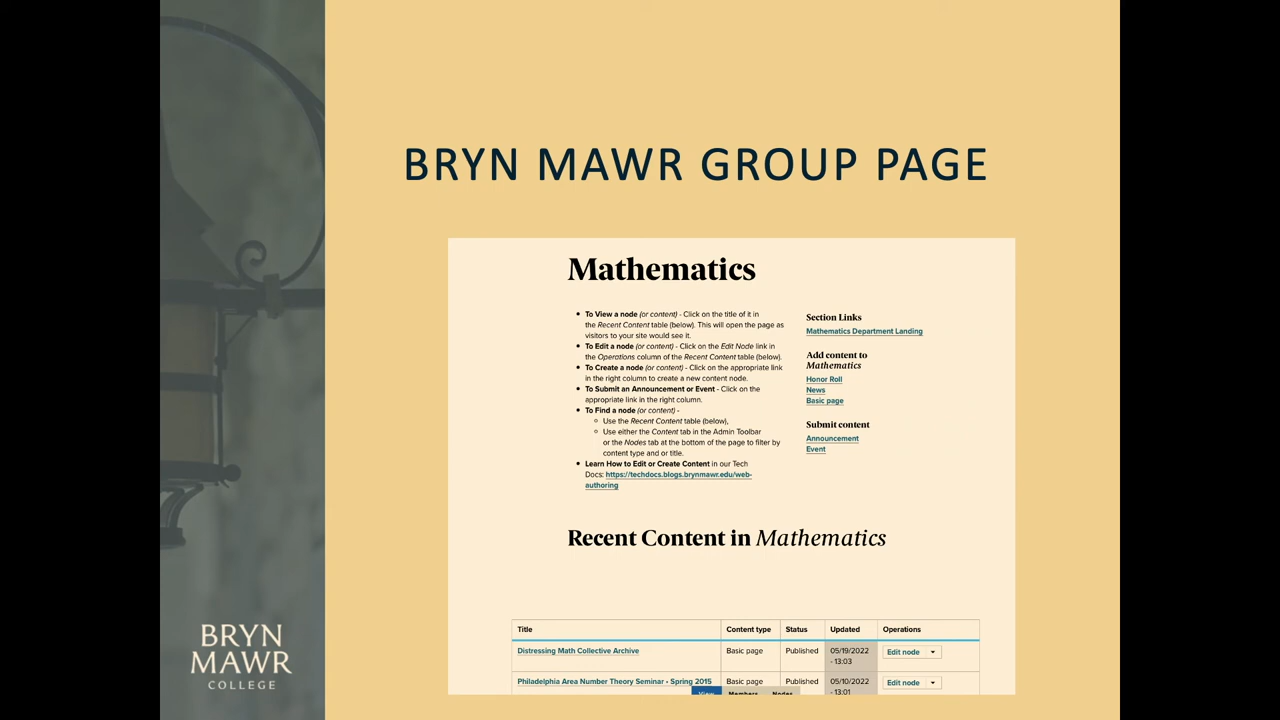 BRYN MAWR GROUP PAGE
Mathematics
To View a node (or content) - Click on the title of it in
the Recent Content table (below). This will open the page as
visitors to your site would see it.
To Edit a node (or content) - Click on the Edit Node link in
the Operations column of the Recent Content table (below).
To Create a node (or content) - Click on the appropriate link
in the right column to create a new content node.
To Submit an Announcement or Event - Click on the
appropriate link in the right column.
To Find a node (or content) -
Use the Recent Content table (below),
Use either the Content tab in the Admin Toolbar
or the Nodes tab at the bottom of the page to filter by
content type and or title.
Learn How to Edit or Create Content in our Tech
Docs: https://techdocs.blogs.brynmawr.edu/web-
authoring
Section Links
Mathematics Department Landing
Add content to
Mathematics
Honor Roll
News
Basic page
Submit content
Announcement
Event
Recent Content in Mathematics
Title Content type Status Updated Operations
Distressing Math Collective Archive Basic page Published 05/19/2022 Edit node
- 13:03
Philadelphia Area Number Theory Seminar • Spring 2015 Basic page Published 05/10/2022 Edit node
- 13:01
View Members Nodes
BRYN
MAWR
COLLEGE